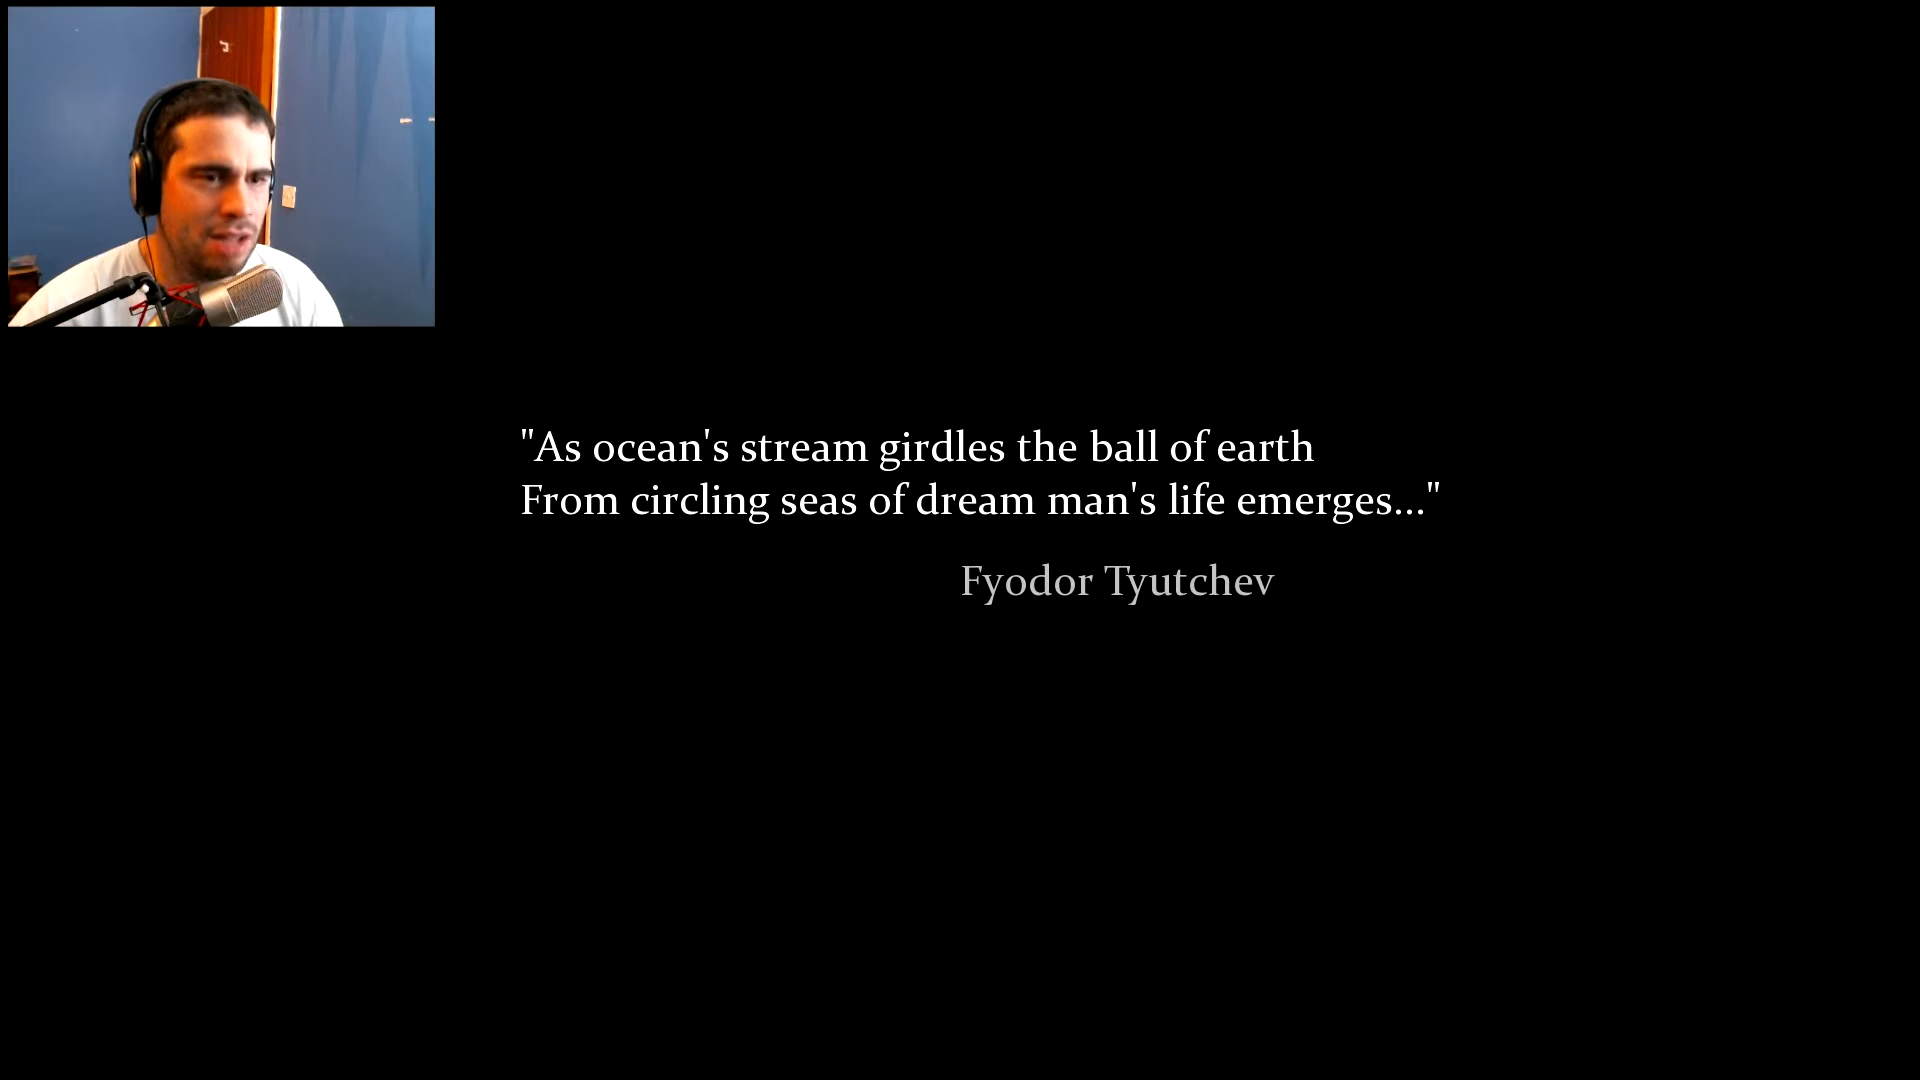 "As ocean's stream girdles the ball of earth
From circling seas of dream man's life emerges..."
Fyodor Tyutchev